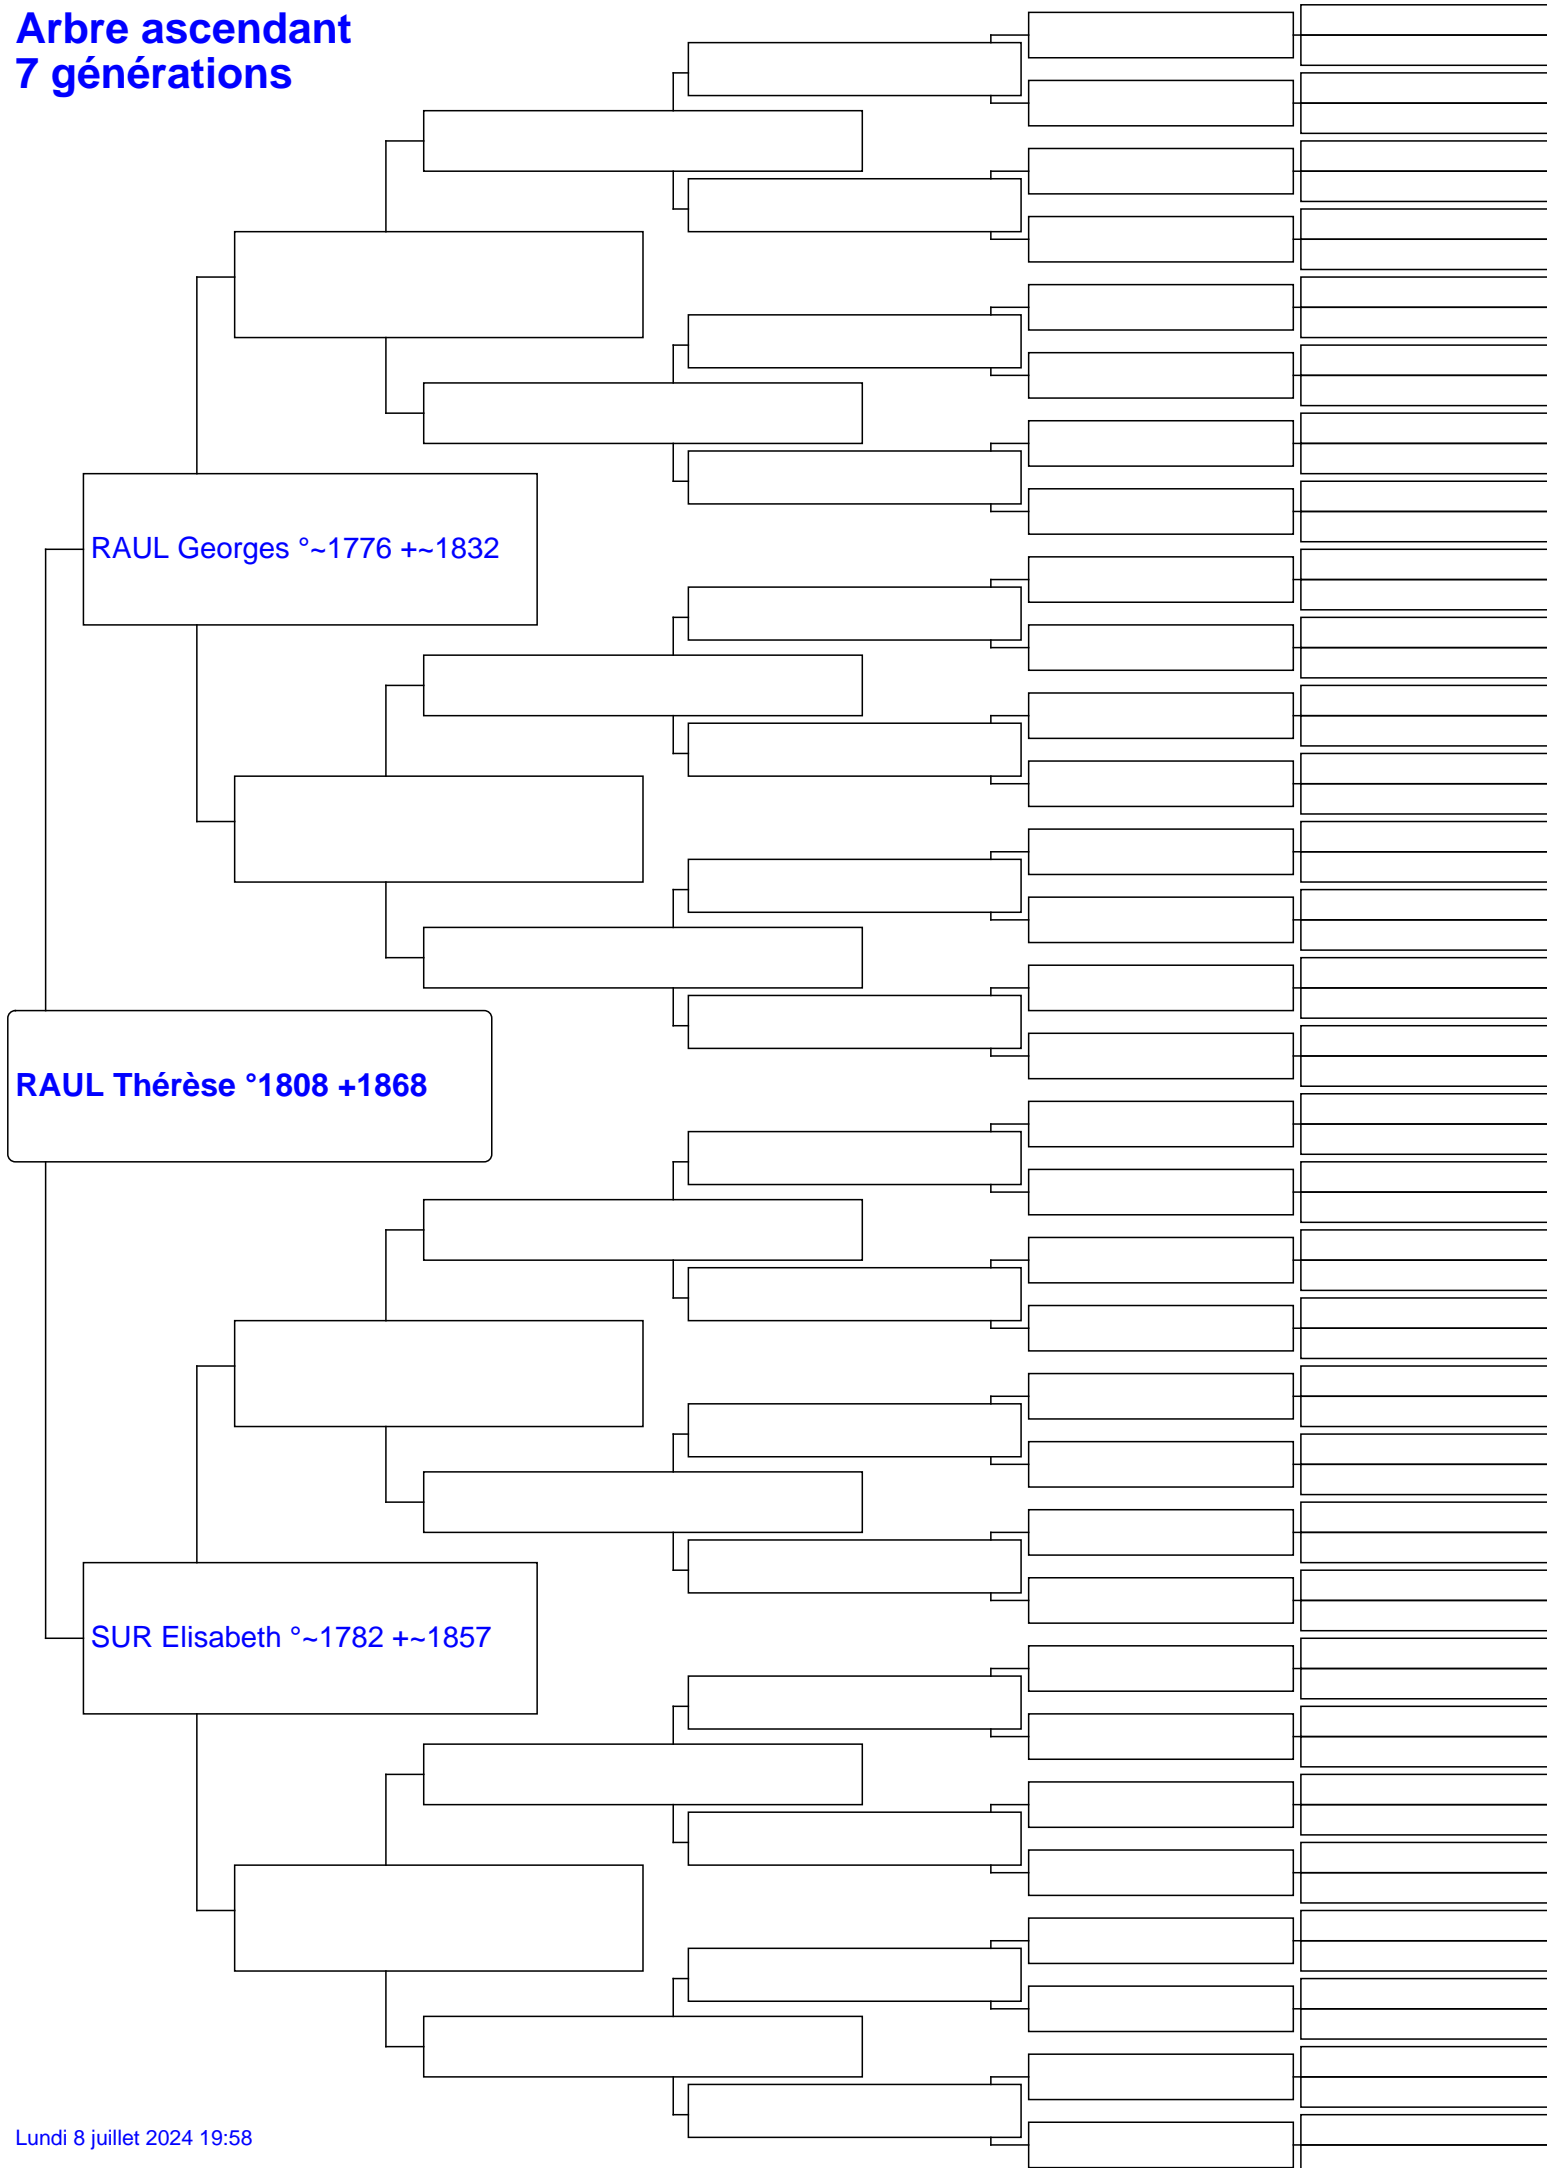 Arbre ascendant
7 générations
RAUL Georges °~1776 +~1832
RAUL Thérèse °1808 +1868
SUR Elisabeth °~1782 +~1857
Lundi 8 juillet 2024 19:58